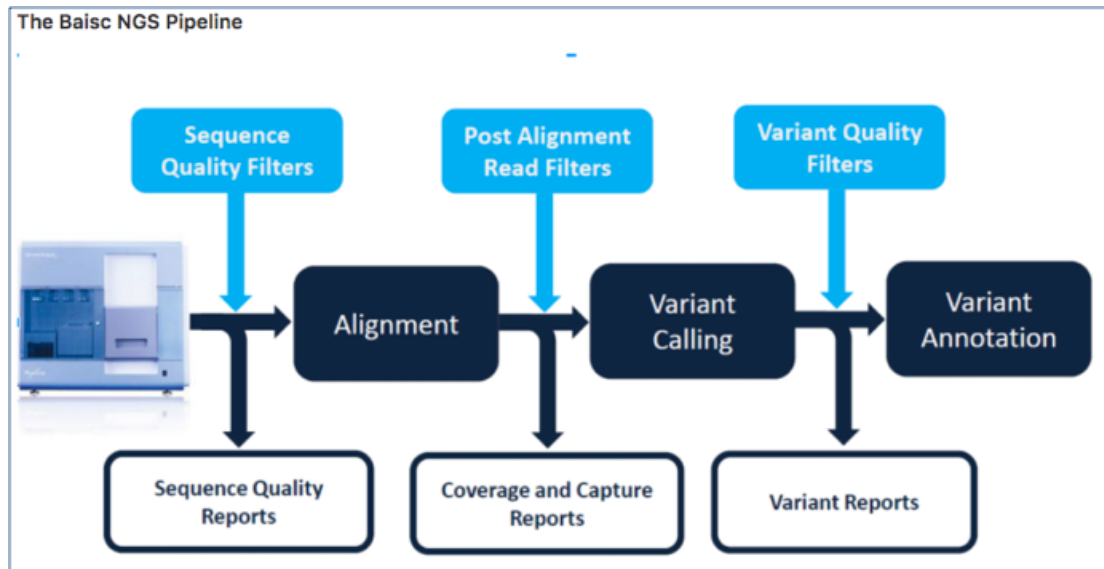 The Baisc NGS Pipeline
Sequence
Quality Filters
Post Alignment
Read Filters
Variant Quality
Filters
Alignment
Variant
Calling
Variant
Annotation
Sequence Quality
Reports
Coverage and Capture
Reports
Variant Reports